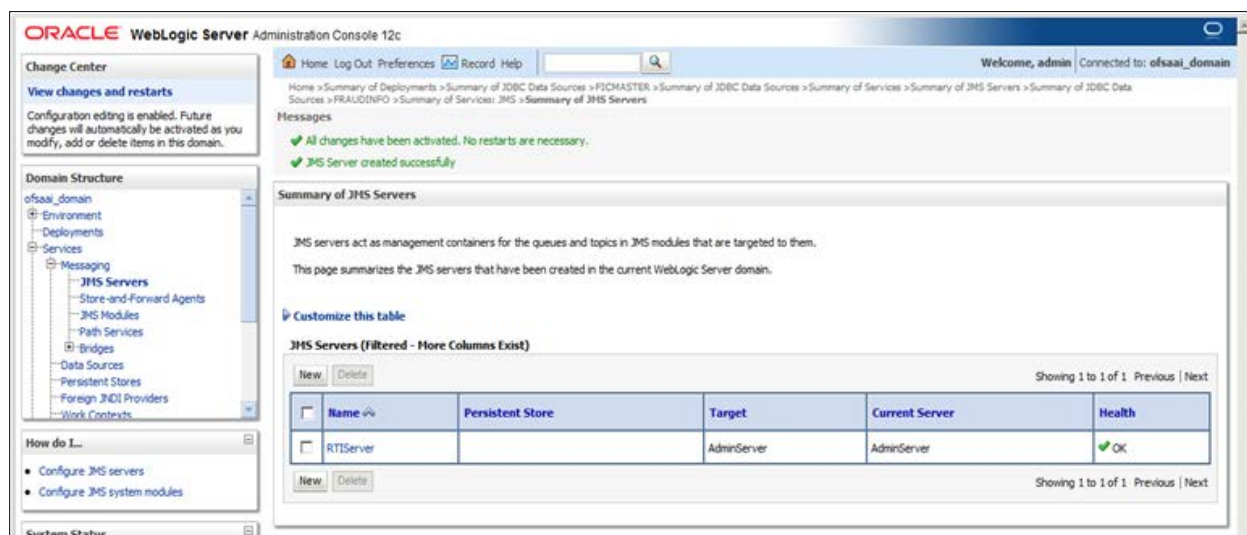 ORACLE WebLogic Server Administration Console 12c
Change Center
View changes and restarts
Configuration editing is enabled. Future
changes will automatically be activated as you
modify, add or delete items in this domain.
Domain Structure
ofsaai_domain
Environment
Deployments
Services
Messaging
JMS Servers
Store-and-Forward Agents
JMS Modules
Path Services
Bridges
Data Sources
Persistent Stores
Foreign JNDI Providers
Work Contexts
How do I...
Configure JMS servers
Configure JMS system modules
System Status
Home Log Out Preferences Record Help
Welcome, admin Connected to: ofsaai_domain
Home >Summary of Deployments >Summary of JDBC Data Sources >FICMASTER >Summary of JDBC Data Sources >Summary of Services >Summary of JMS Servers >Summary of JDBC Data
Sources >FRAUDINFO >Summary of Services: JMS >Summary of JMS Servers
Messages
All changes have been activated. No restarts are necessary.
JMS Server created successfully
Summary of JMS Servers
JMS servers act as management containers for the queues and topics in JMS modules that are targeted to them.
This page summarizes the JMS servers that have been created in the current WebLogic Server domain.
Customize this table
JMS Servers (Filtered - More Columns Exist)
New Delete Showing 1 to 1 of 1 Previous | Next
Name Persistent Store Target Current Server Health
RTIServer AdminServer AdminServer OK
New Delete Showing 1 to 1 of 1 Previous | Next